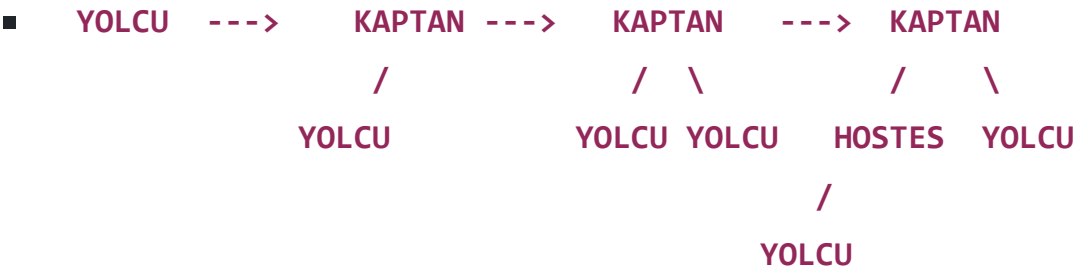 ▪ YOLCU ---> KAPTAN ---> KAPTAN ---> KAPTAN
/ / \ / \
YOLCU YOLCU YOLCU HOSTES YOLCU
/
YOLCU